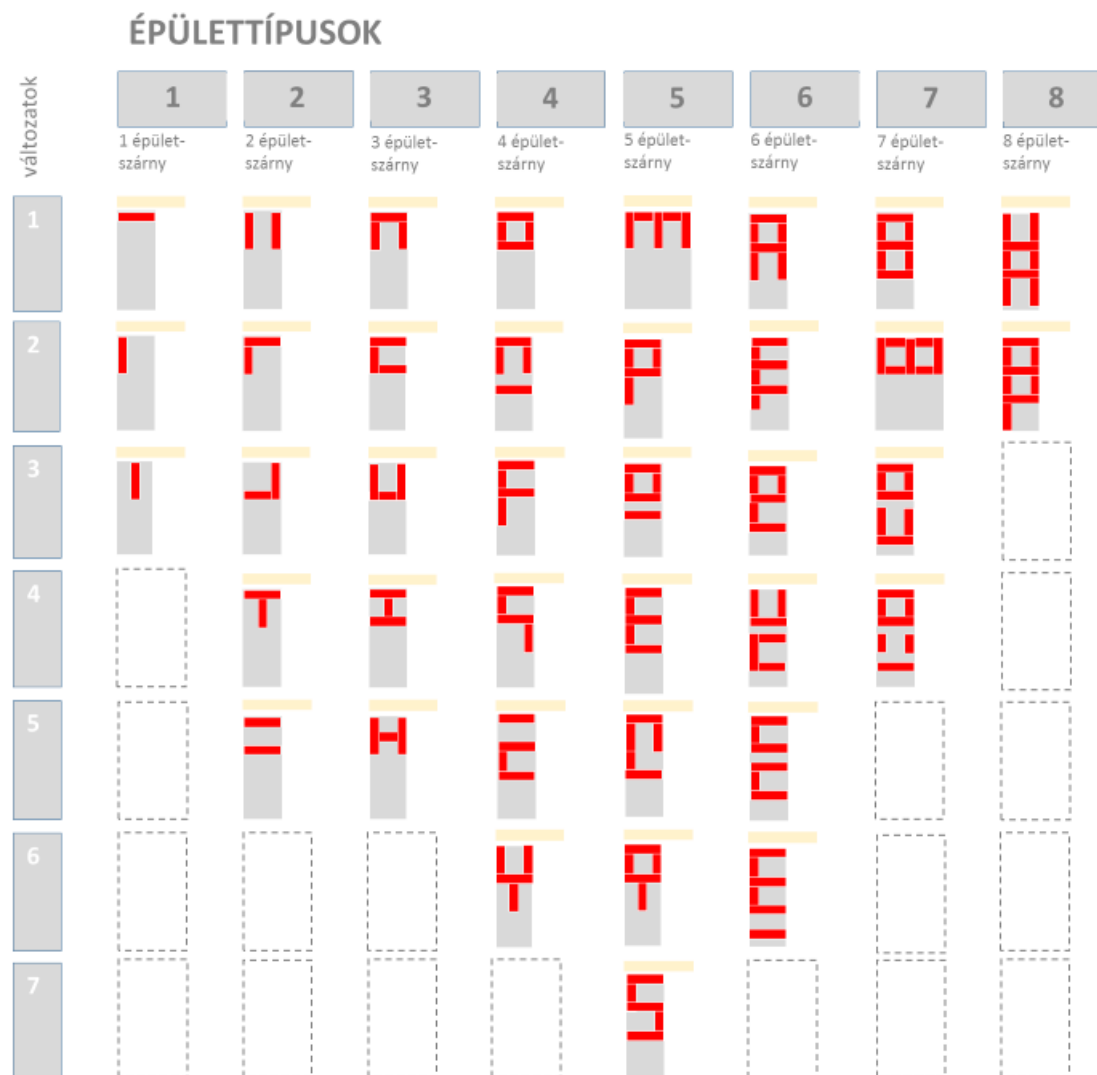 ÉPÜLETTÍPUSOK
változatok
1 2 3 4 5 6 7 8
1 épület- 2 épület- 3 épület- 4 épület- 5 épület- 6 épület- 7 épület- 8 épület-
szárny szárny szárny szárny szárny szárny szárny szárny
1
2
3
4
5
6
7